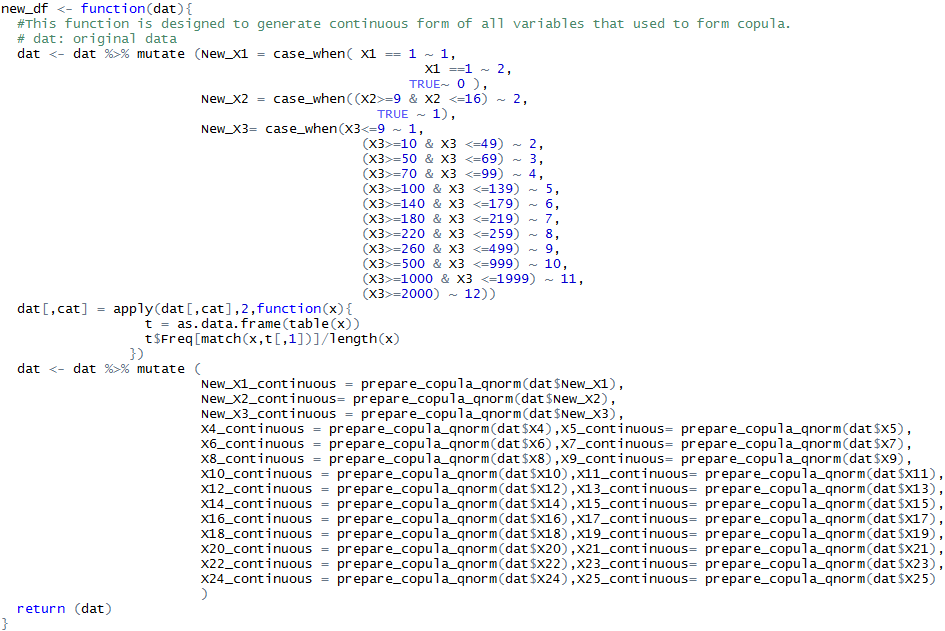 new_df <- function(dat){
  #This function is designed to generate continuous form of all variables that used to form copula.
  # dat: original data
  dat <- dat %>% mutate (New_X1 = case_when( X1 == 1 ~ 1,
                                                     X1 ==1 ~ 2,
                                                   TRUE~ 0 ),
                         New_X2 = case_when((X2>=9 & X2 <=16) ~ 2,
                                               TRUE ~ 1),
                         New_X3= case_when(X3<=9 ~ 1,
                                             (X3>=10 & X3 <=49) ~ 2,
                                             (X3>=50 & X3 <=69) ~ 3,
                                             (X3>=70 & X3 <=99) ~ 4,
                                             (X3>=100 & X3 <=139) ~ 5,
                                             (X3>=140 & X3 <=179) ~ 6,
                                             (X3>=180 & X3 <=219) ~ 7,
                                             (X3>=220 & X3 <=259) ~ 8,
                                             (X3>=260 & X3 <=499) ~ 9,
                                             (X3>=500 & X3 <=999) ~ 10,
                                             (X3>=1000 & X3 <=1999) ~ 11,
                                             (X3>=2000) ~ 12))
  dat[,cat] = apply(dat[,cat],2,function(x){
                  t = as.data.frame(table(x))
                  t$Freq[match(x,t[,1])]/length(x)
                })
  dat <- dat %>% mutate (
                         New_X1_continuous = prepare_copula_qnorm(dat$New_X1),
                         New_X2_continuous= prepare_copula_qnorm(dat$New_X2),
                         New_X3_continuous = prepare_copula_qnorm(dat$New_X3),
                         X4_continuous = prepare_copula_qnorm(dat$X4),X5_continuous= prepare_copula_qnorm(dat$X5),
                         X6_continuous = prepare_copula_qnorm(dat$X6),X7_continuous= prepare_copula_qnorm(dat$X7),
                         X8_continuous = prepare_copula_qnorm(dat$X8),X9_continuous= prepare_copula_qnorm(dat$X9),
                         X10_continuous = prepare_copula_qnorm(dat$X10),X11_continuous= prepare_copula_qnorm(dat$X11),
                         X12_continuous = prepare_copula_qnorm(dat$X12),X13_continuous= prepare_copula_qnorm(dat$X13),
                         X14_continuous = prepare_copula_qnorm(dat$X14),X15_continuous= prepare_copula_qnorm(dat$X15),
                         X16_continuous = prepare_copula_qnorm(dat$X16),X17_continuous= prepare_copula_qnorm(dat$X17),
                         X18_continuous = prepare_copula_qnorm(dat$X18),X19_continuous= prepare_copula_qnorm(dat$X19),
                         X20_continuous = prepare_copula_qnorm(dat$X20),X21_continuous= prepare_copula_qnorm(dat$X21),
                         X22_continuous = prepare_copula_qnorm(dat$X22),X23_continuous= prepare_copula_qnorm(dat$X23),
                         X24_continuous = prepare_copula_qnorm(dat$X24),X25_continuous= prepare_copula_qnorm(dat$X25)
                         )
  return (dat)
}